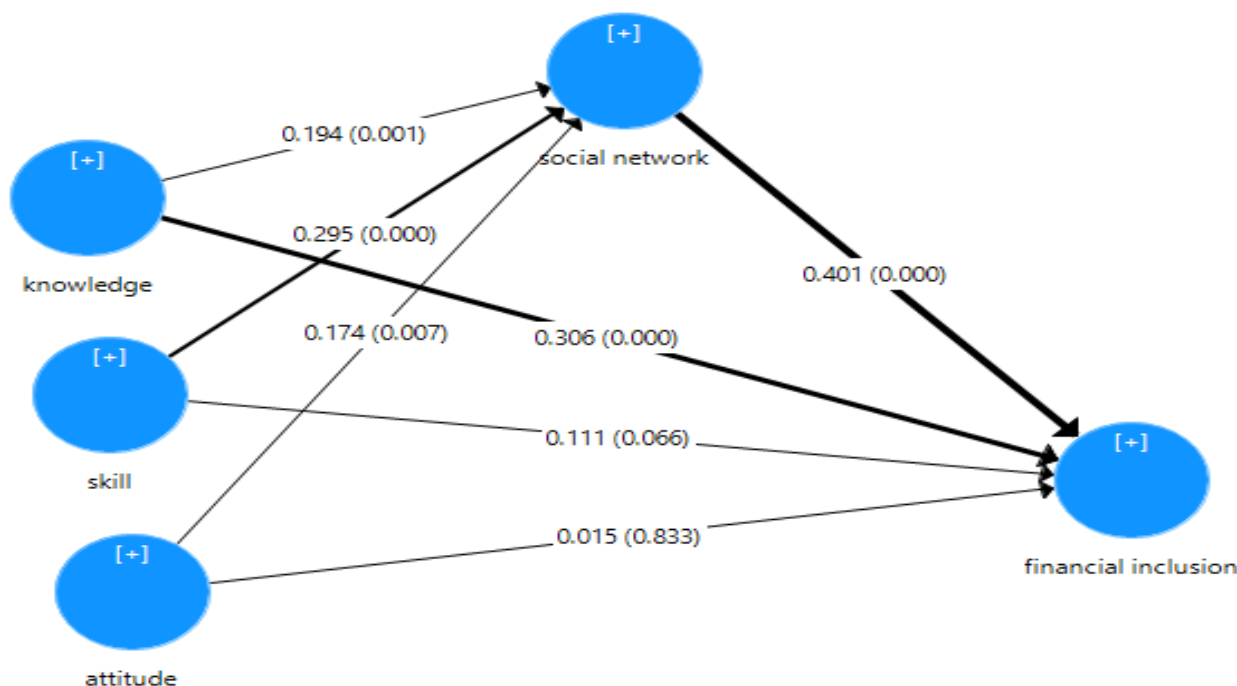 [+]
social network
0.194 (0.001)
[+]
knowledge
0.295 (0.000)
0.401 (0.000)
0.174 (0.007)
0.306 (0.000)
[+]
skill
0.111 (0.066)
[+]
financial inclusion
0.015 (0.833)
[+]
attitude